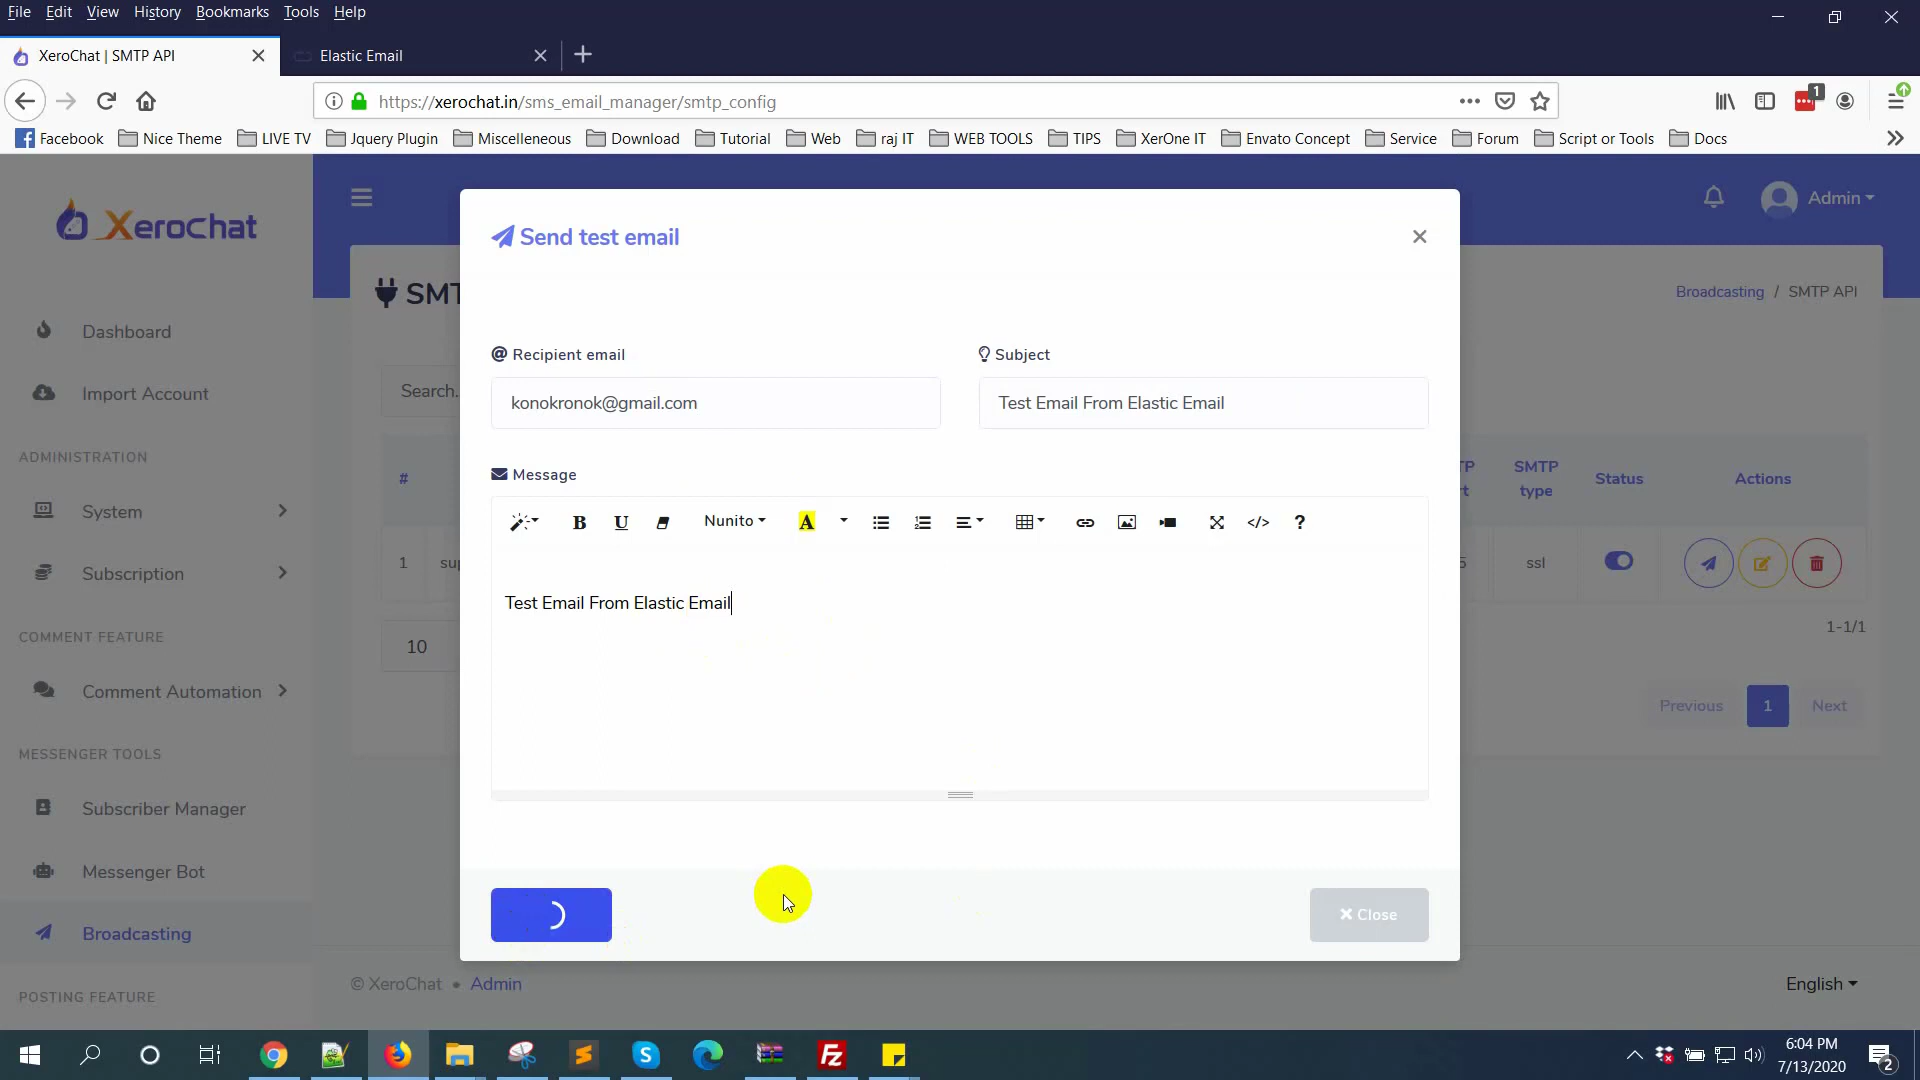 File Edit View History Bookmarks Tools Help
XeroChat | SMTP API
Elastic Email
https://xerochat.in/sms_email_manager/smtp_config
1
Facebook Nice Theme LIVE TV Jquery Plugin Miscelleneous Download Tutorial Web raj IT WEB TOOLS TIPS XerOne IT Envato Concept Service Forum Script or Tools Docs
XeroChat
Admin
Send test email
SMT
Broadcasting / SMTP API
Dashboard
Recipient email
Subject
Search.
Import Account
konokronok@gmail.com
Test Email From Elastic Email
ADMINISTRATION
Message
#
SMTP type
Status
Actions
System
B U Nunito A </> ?
1
ssl
Subscription
Test Email From Elastic Email
1-1/1
COMMENT FEATURE
10
Comment Automation
Previous 1 Next
MESSENGER TOOLS
Subscriber Manager
Messenger Bot
Close
Broadcasting
© XeroChat • Admin
English
POSTING FEATURE
6:04 PM
7/13/2020
2